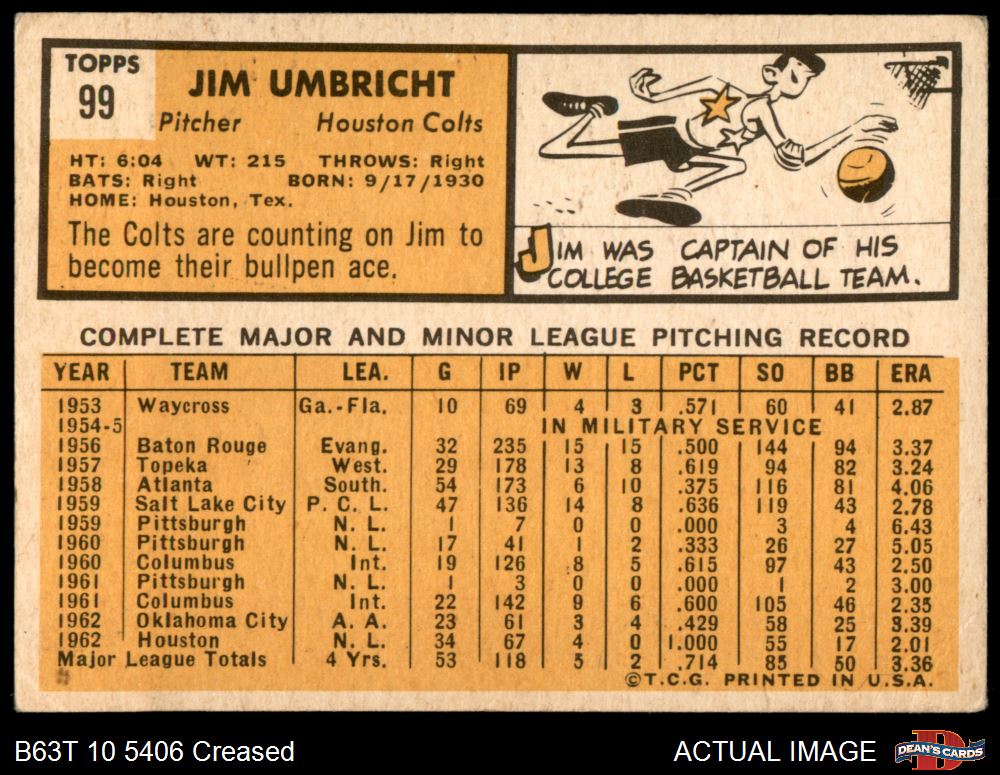 TOPPS
99
JIM UMBRICHT
Pitcher Houston Colts
HT: 6:04 WT: 215 THROWS: Right
BATS: Right BORN: 9/17/1930
HOME: Houston, Tex.
The Colts are counting on Jim to
become their bullpen ace.
JIM WAS CAPTAIN OF HIS
COLLEGE BASKETBALL TEAM.
COMPLETE MAJOR AND MINOR LEAGUE PITCHING RECORD
YEAR TEAM LEA. G IP W L PCT SO BB ERA
1953 Waycross Ga.-Fla. 10 69 4 3 .571 60 41 2.87
1954-5 IN MILITARY SERVICE
1956 Baton Rouge Evang. 32 235 15 15 .500 144 94 3.37
1957 Topeka West. 29 178 13 8 .619 94 82 3.24
1958 Atlanta South. 54 173 6 10 .375 116 81 4.06
1959 Salt Lake City P. C. L. 47 136 14 8 .636 119 43 2.78
1959 Pittsburgh N. L. 1 7 0 0 .000 3 4 6.43
1960 Pittsburgh N. L. 17 41 1 2 .333 26 27 5.05
1960 Columbus Int. 19 126 8 5 .615 97 43 2.50
1961 Pittsburgh N. L. 1 3 0 0 .000 1 2 3.00
1961 Columbus Int. 22 142 9 6 .600 105 46 2.35
1962 Oklahoma City A. A. 23 61 3 4 .429 58 25 3.39
1962 Houston N. L. 34 67 4 0 1.000 55 17 2.01
Major League Totals 4 Yrs. 53 118 5 2 .714 85 50 3.36
©T.C.G. PRINTED IN U.S.A.
B63T 10 5406 Creased
ACTUAL IMAGE
D
DEAN'S CARDS